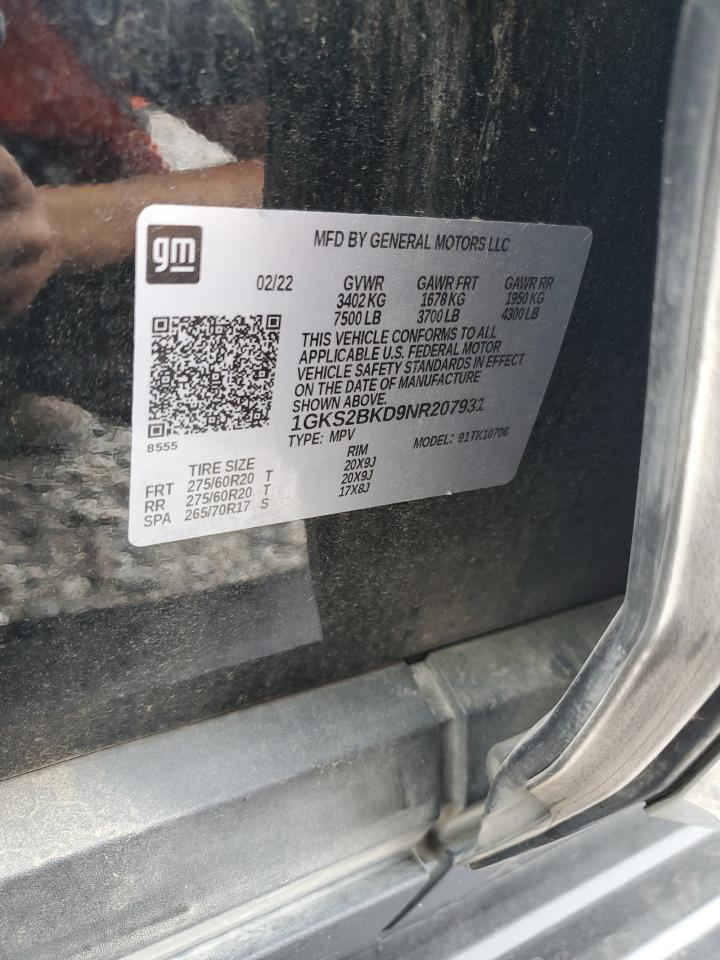 gm
MFD BY GENERAL MOTORS LLC
02/22 GVWR GAWR FRT GAWR RR
3402 KG 1678 KG 1950 KG
7500 LB 3700 LB 4300 LB
THIS VEHICLE CONFORMS TO ALL
APPLICABLE U.S. FEDERAL MOTOR
VEHICLE SAFETY STANDARDS IN EFFECT
ON THE DATE OF MANUFACTURE
SHOWN ABOVE.
1GKS2BKD9NR207931
8555 TYPE: MPV MODEL: 91TK10706
TIRE SIZE RIM
FRT 275/60R20 T 20X9J
RR 275/60R20 T 20X9J
SPA 265/70R17 S 17X8J